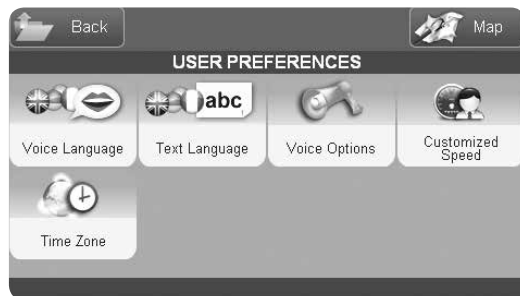 Back
Map
USER PREFERENCES
abc
Voice Language
Text Language
Voice Options
Customized
Speed
Time Zone